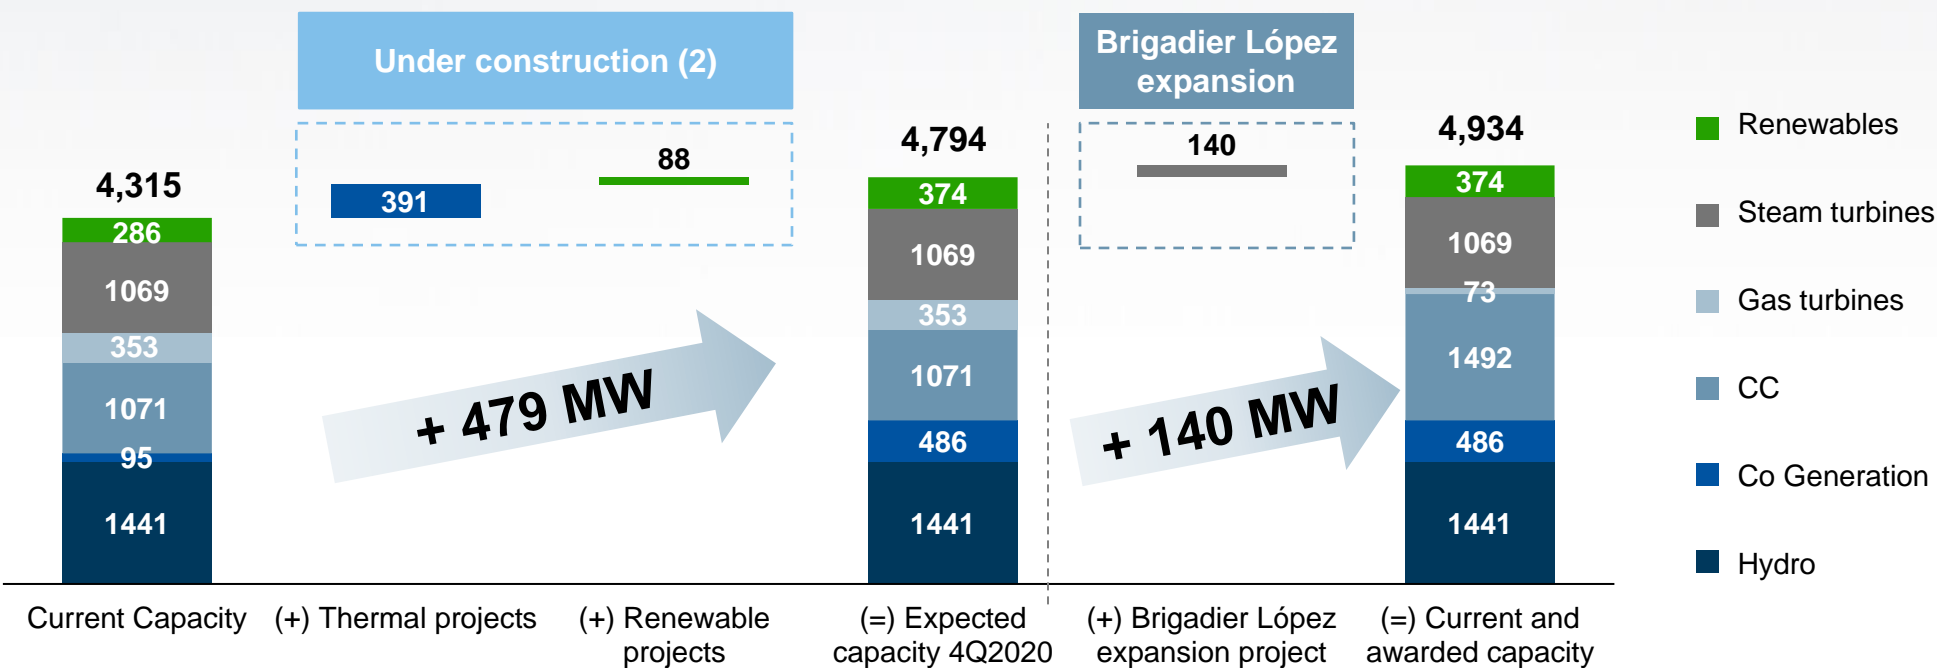 Under construction (2)
Brigadier López
expansion
4,315
286
1069
353
1071
95
1441
391
88
+ 479 MW
4,794
374
1069
353
1071
486
1441
140
+ 140 MW
4,934
374
1069
73
1492
486
1441
Renewables
Steam turbines
Gas turbines
CC
Co Generation
Hydro
Current Capacity
(+) Thermal projects
(+) Renewable
projects
(=) Expected
capacity 4Q2020
(+) Brigadier López
expansion project
(=) Current and
awarded capacity